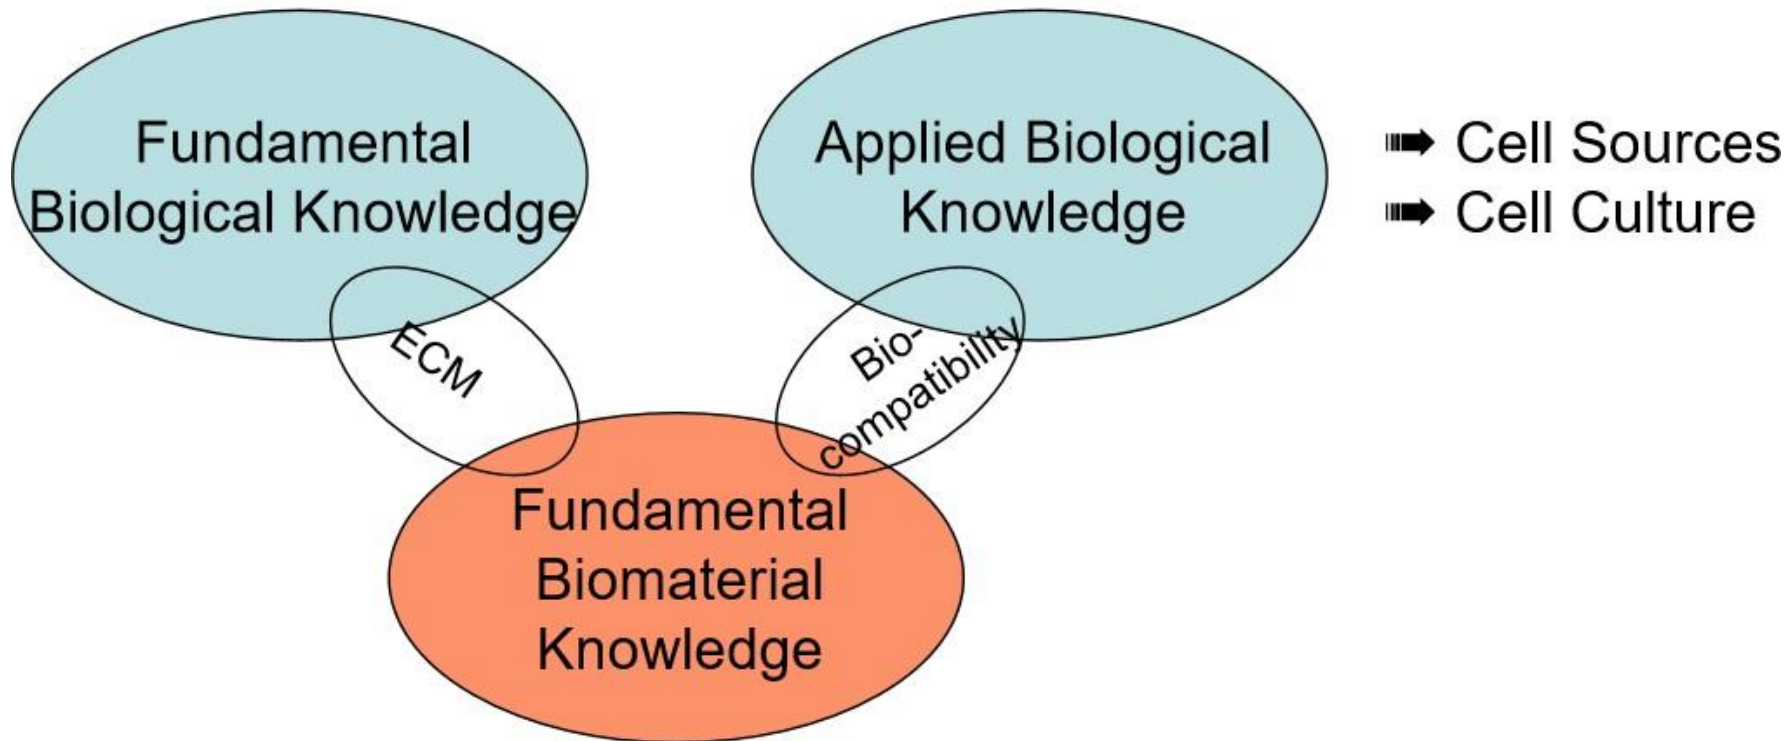 Fundamental
Biological Knowledge
Applied Biological
Knowledge
➠ Cell Sources
➠ Cell Culture
ECM
Bio-
compatibility
Fundamental
Biomaterial
Knowledge